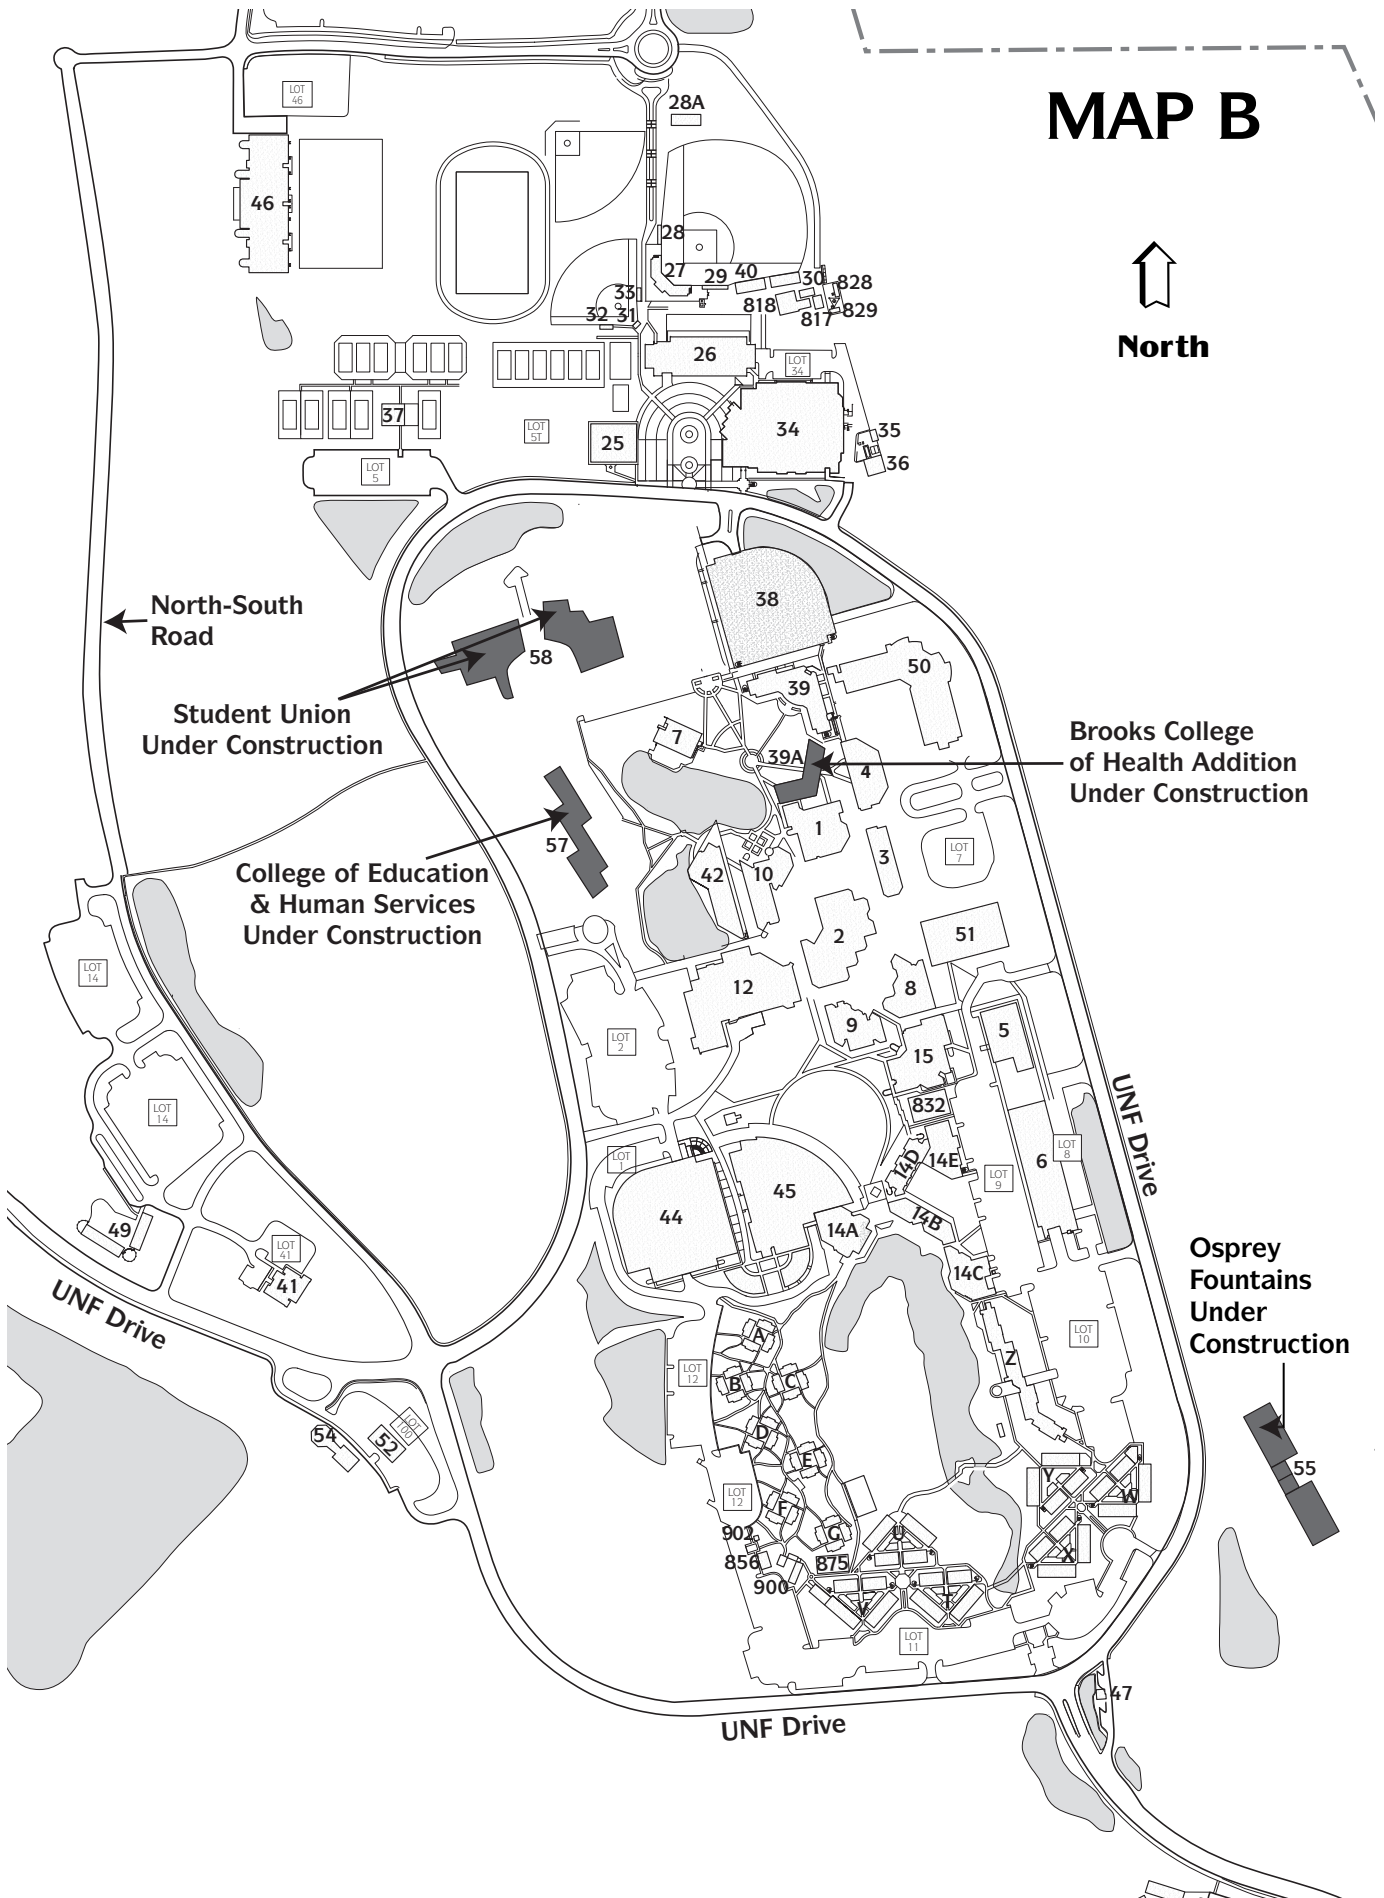 MAP B
North
LOT
46
28A
46
28
27
29
40
30
828
33
818
817
829
32
31
26
LOT
34
37
LOT
5T
25
34
35
36
LOT
5
North-South
Road
38
58
50
Student Union
Under Construction
39
7
39A
4
Brooks College
of Health Addition
Under Construction
57
1
3
LOT
7
College of Education
& Human Services
Under Construction
42
10
2
51
LOT
14
12
8
9
5
LOT
2
15
LOT
14
832
UNF Drive
LOT
1
14D
14E
6
LOT
8
LOT
9
44
45
14A
14B
49
LOT
41
41
14C
Osprey
Fountains
Under
Construction
UNF Drive
A
LOT
10
Z
LOT
12
B
C
D
54
52
LOT
100
E
55
Y
W
LOT
12
F
902
G
U
X
856
875
900
V
T
LOT
11
47
UNF Drive